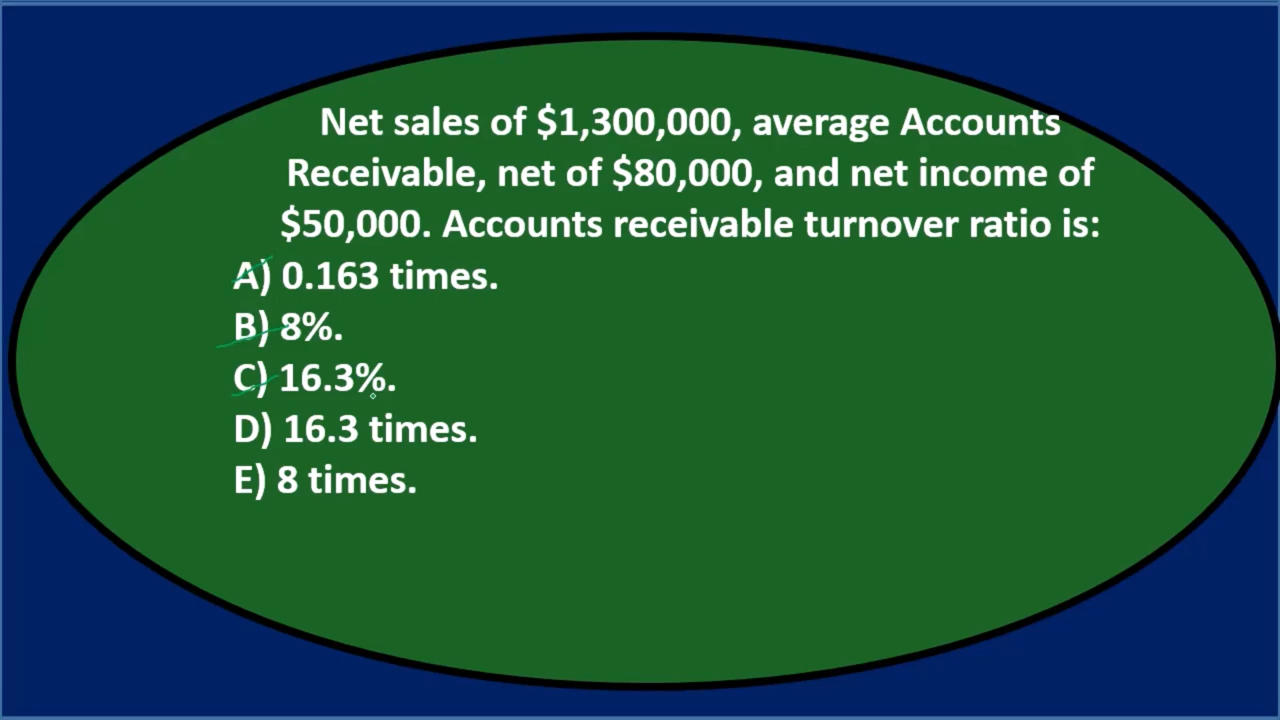 Net sales of $1,300,000, average Accounts
Receivable, net of $80,000, and net income of
$50,000. Accounts receivable turnover ratio is:
A) 0.163 times.
B) 8%.
C) 16.3%.
D) 16.3 times.
E) 8 times.